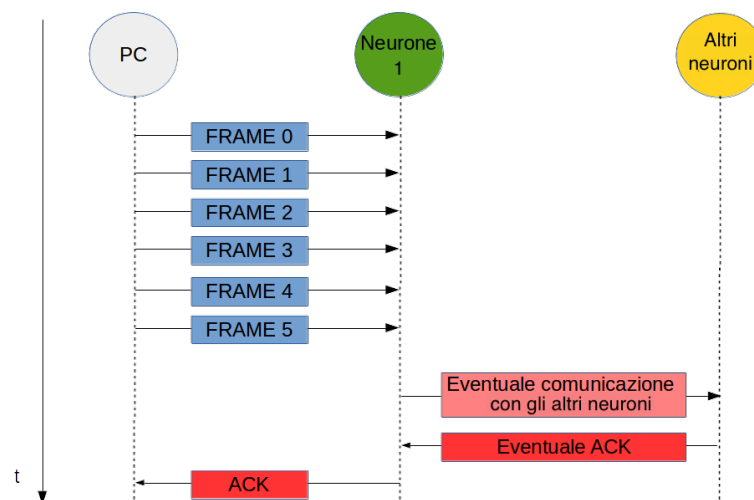 PC
Neurone
1
Altri
neuroni
FRAME 0
FRAME 1
FRAME 2
FRAME 3
FRAME 4
FRAME 5
Eventuale comunicazione
con gli altri neuroni
Eventuale ACK
ACK
t